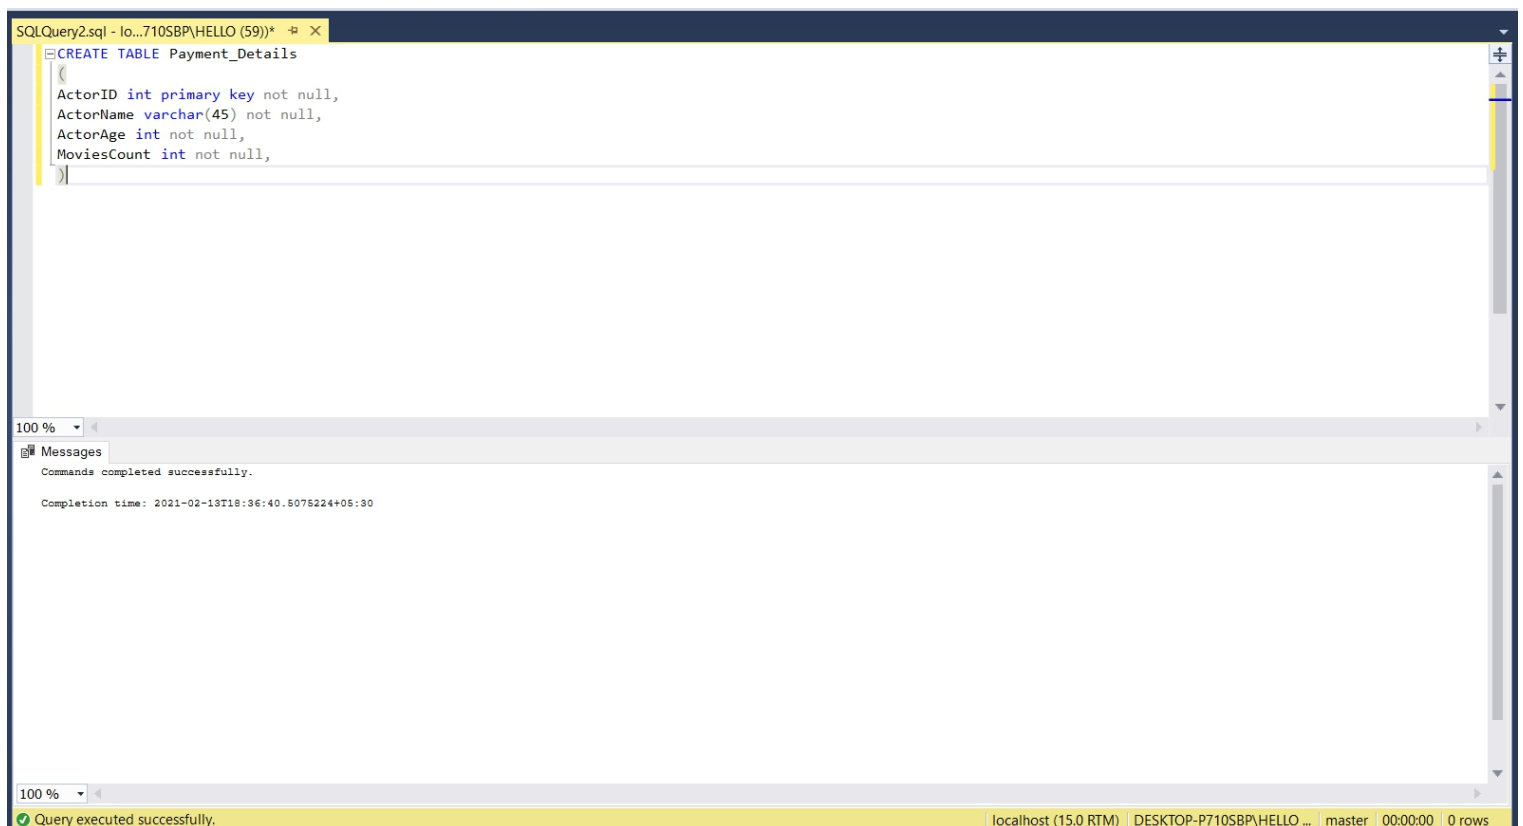 SQLQuery2.sql - lo...710SBP\HELLO (59))*
CREATE TABLE Payment_Details
(
ActorID int primary key not null,
ActorName varchar(45) not null,
ActorAge int not null,
MoviesCount int not null,
)
100 %
Messages
Commands completed successfully.
Completion time: 2021-02-13T18:36:40.5075224+05:30
100 %
Query executed successfully.
localhost (15.0 RTM) DESKTOP-P710SBP\HELLO ... master 00:00:00 0 rows